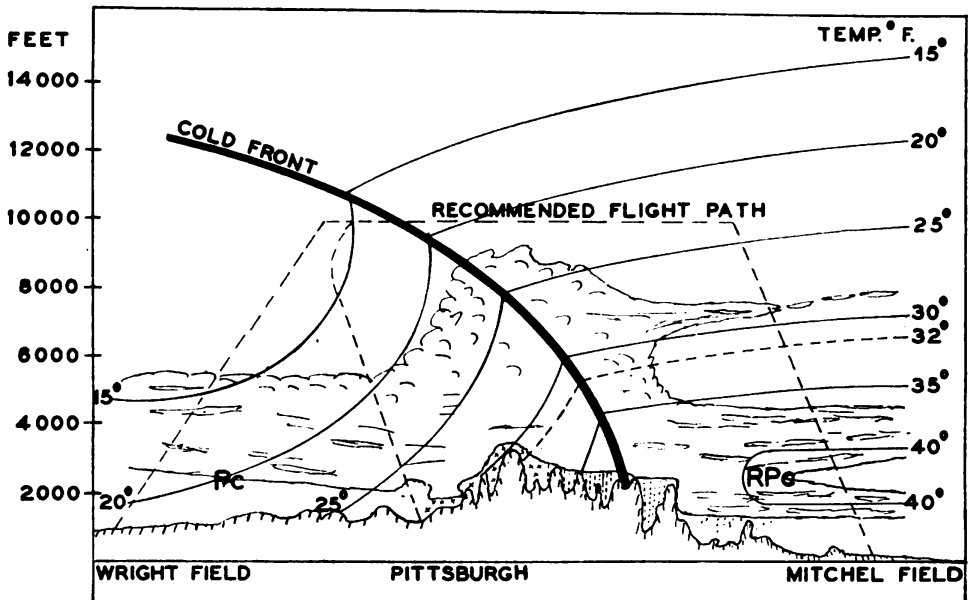 FEET
TEMP.° F.
15°
14000
COLD FRONT
12000
20°
10000
RECOMMENDED FLIGHT PATH
25°
8000
30°
32°
6000
15°
35°
4000
40°
Pc
RPc
2000
20°
25°
40°
WRIGHT FIELD
PITTSBURGH
MITCHEL FIELD